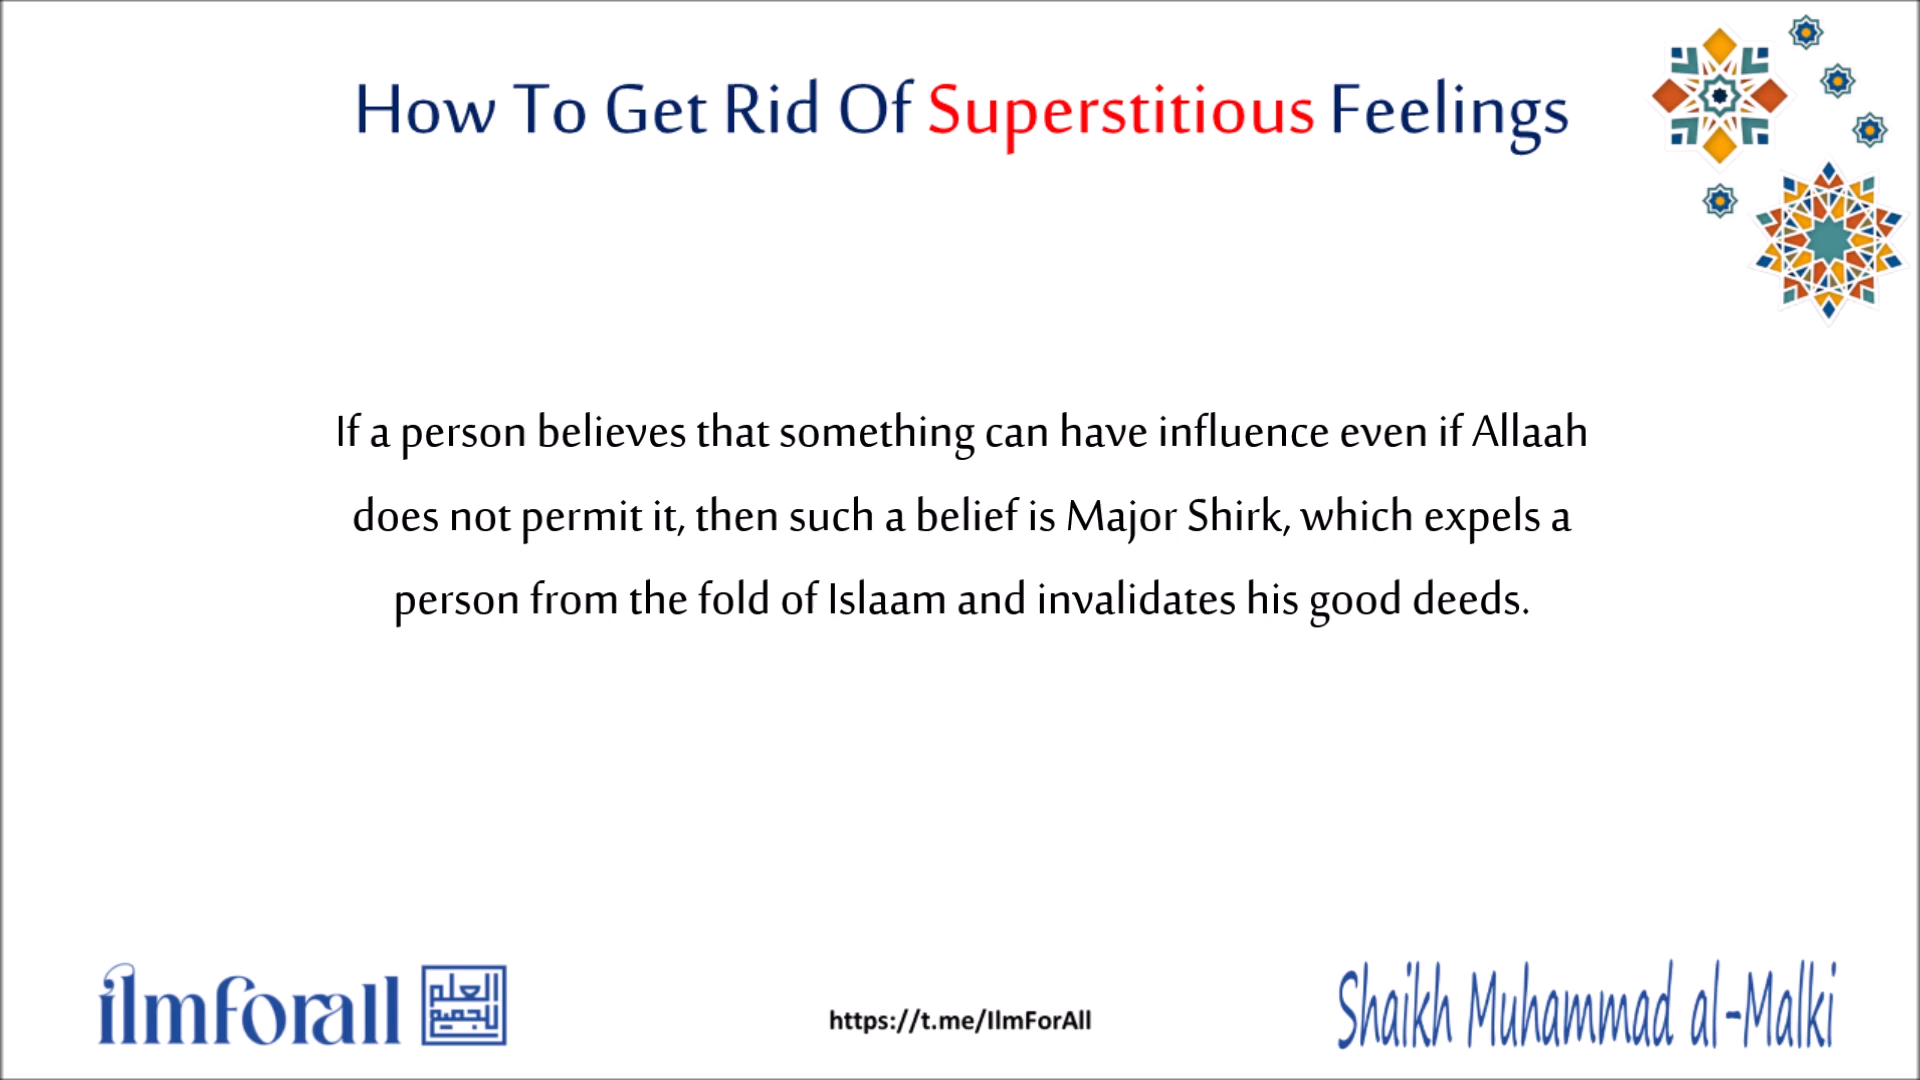 How To Get Rid Of Superstitious Feelings
If a person believes that something can have influence even if Allaah
does not permit it, then such a belief is Major Shirk, which expels a
person from the fold of Islaam and invalidates his good deeds.
ilmforall
العلم
للجميع
https://t.me/IlmForAll
Shaikh Muhammad al-Malki